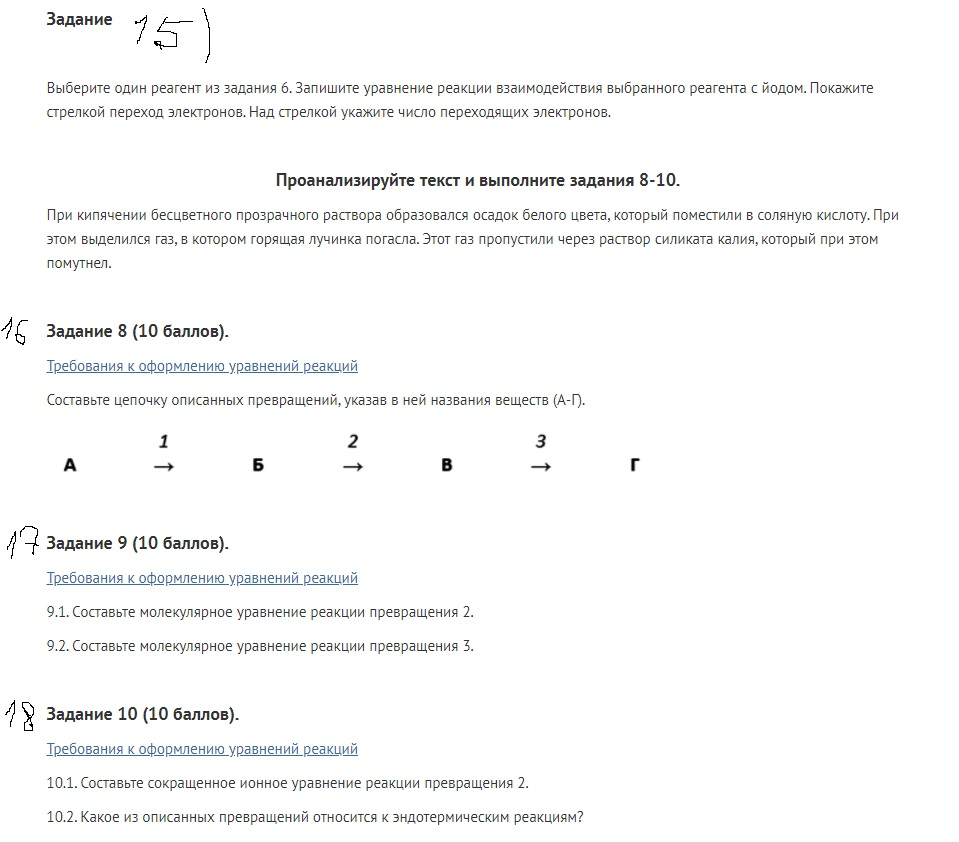 Задание 15)
Выберите один реагент из задания 6. Запишите уравнение реакции взаимодействия выбранного реагента с йодом. Покажите
стрелкой переход электронов. Над стрелкой укажите число переходящих электронов.
Проанализируйте текст и выполните задания 8-10.
При кипячении бесцветного прозрачного раствора образовался осадок белого цвета, который поместили в соляную кислоту. При
этом выделился газ, в котором горящая лучинка погасла. Этот газ пропустили через раствор силиката калия, который при этом
помутнел.
16 Задание 8 (10 баллов).
Требования к оформлению уравнений реакций
Составьте цепочку описанных превращений, указав в ней названия веществ (А-Г).
1 2 3
А → Б → В → Г
17 Задание 9 (10 баллов).
Требования к оформлению уравнений реакций
9.1. Составьте молекулярное уравнение реакции превращения 2.
9.2. Составьте молекулярное уравнение реакции превращения 3.
18 Задание 10 (10 баллов).
Требования к оформлению уравнений реакций
10.1. Составьте сокращенное ионное уравнение реакции превращения 2.
10.2. Какое из описанных превращений относится к эндотермическим реакциям?